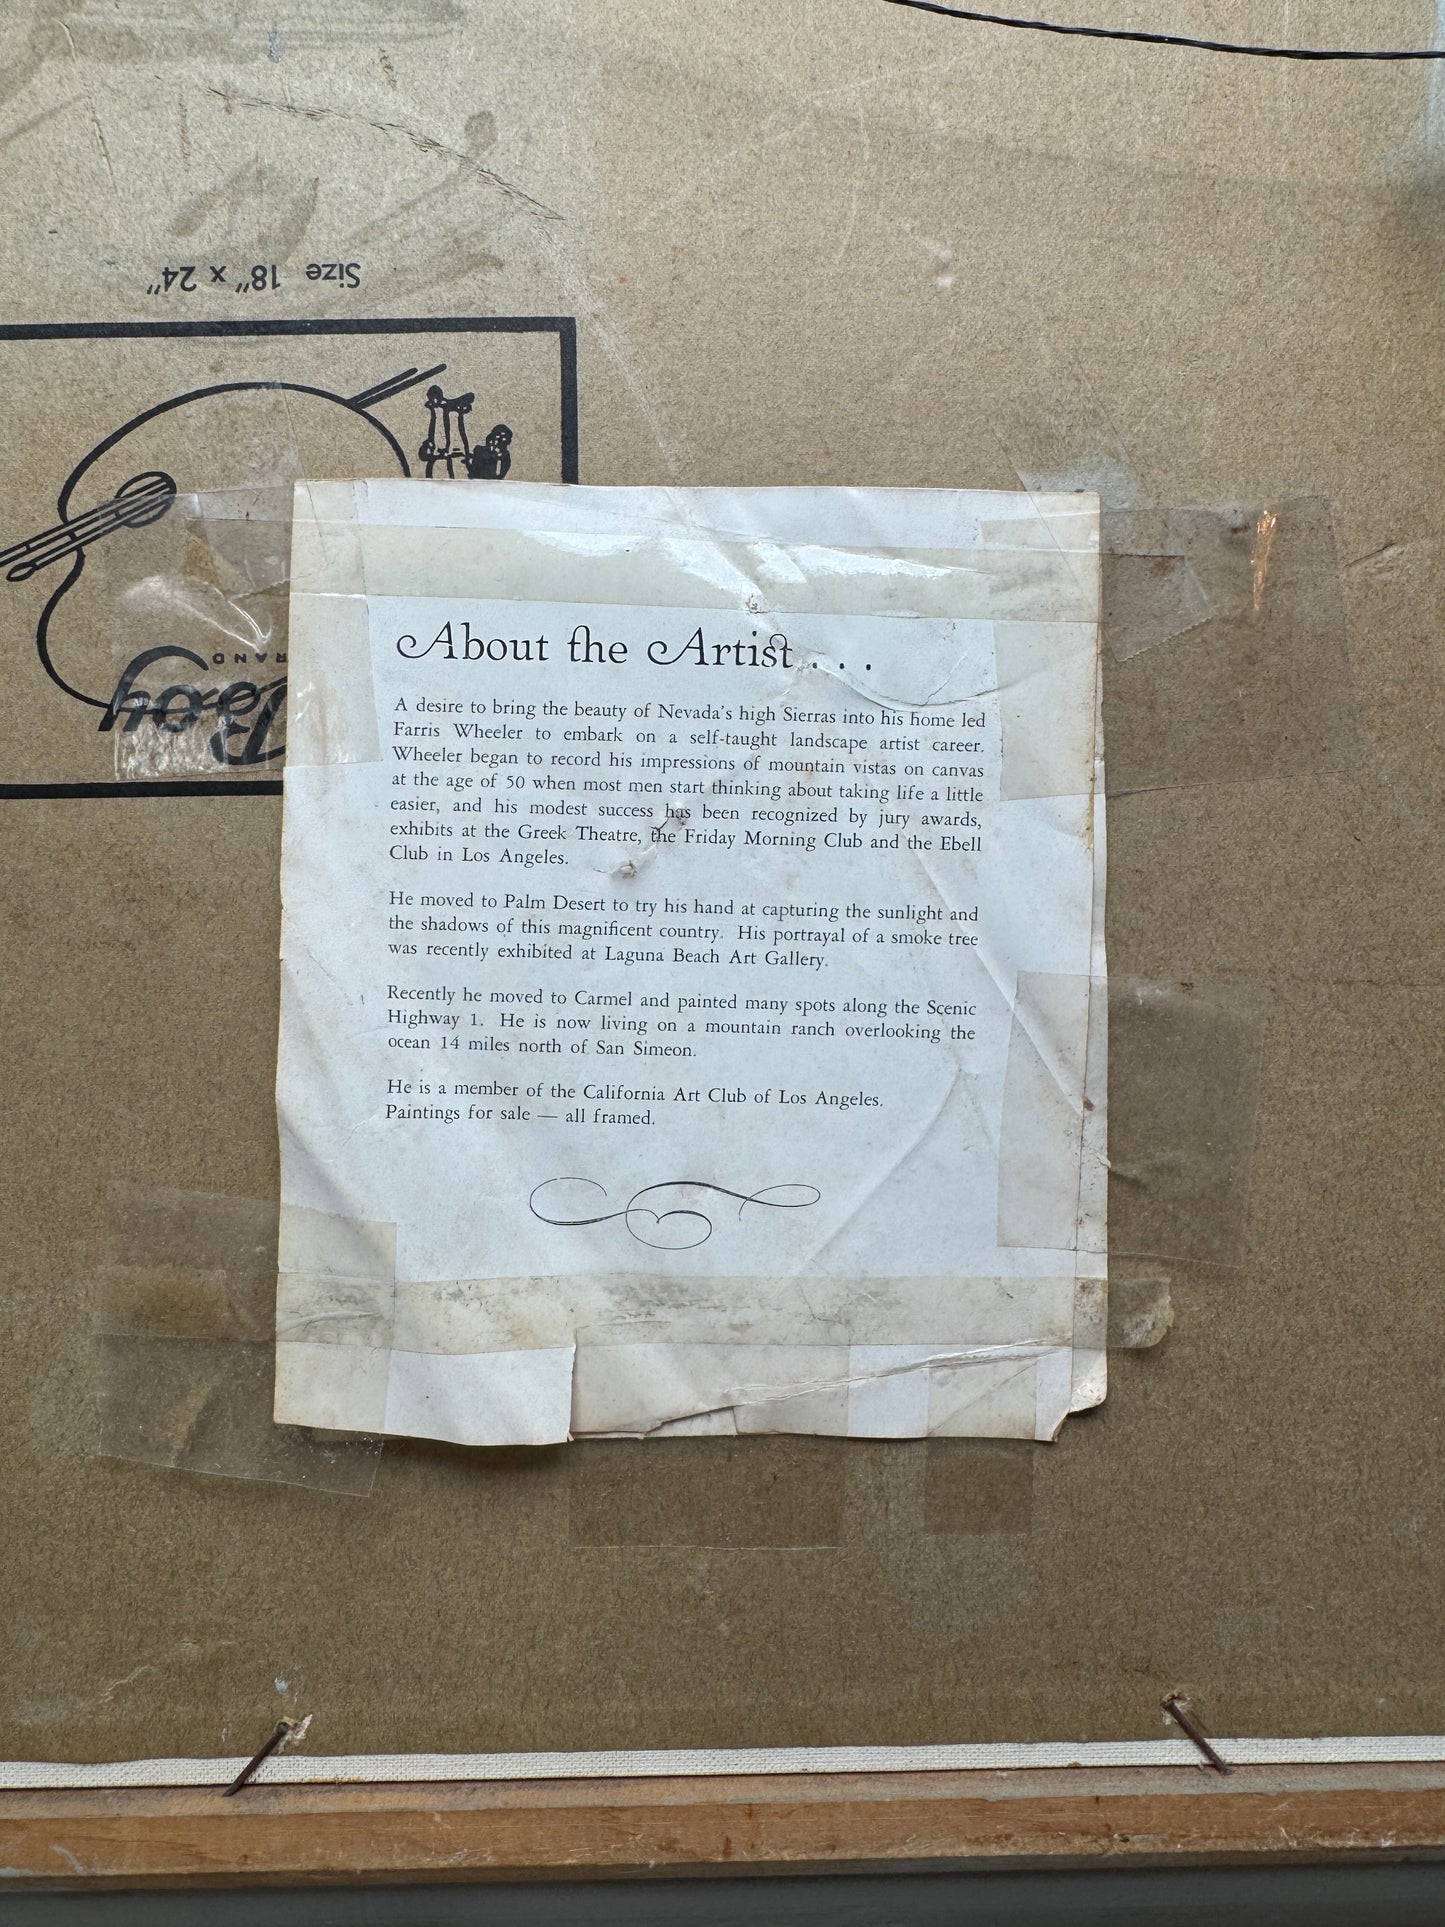 Size 18" x 24"
BRAND
Boy
About the Artist . . .
A desire to bring the beauty of Nevada's high Sierras into his home led
Farris Wheeler to embark on a self-taught landscape artist career.
Wheeler began to record his impressions of mountain vistas on canvas
at the age of 50 when most men start thinking about taking life a little
easier, and his modest success has been recognized by jury awards,
exhibits at the Greek Theatre, the Friday Morning Club and the Ebell
Club in Los Angeles.
He moved to Palm Desert to try his hand at capturing the sunlight and
the shadows of this magnificent country. His portrayal of a smoke tree
was recently exhibited at Laguna Beach Art Gallery.
Recently he moved to Carmel and painted many spots along the Scenic
Highway 1. He is now living on a mountain ranch overlooking the
ocean 14 miles north of San Simeon.
He is a member of the California Art Club of Los Angeles.
Paintings for sale — all framed.